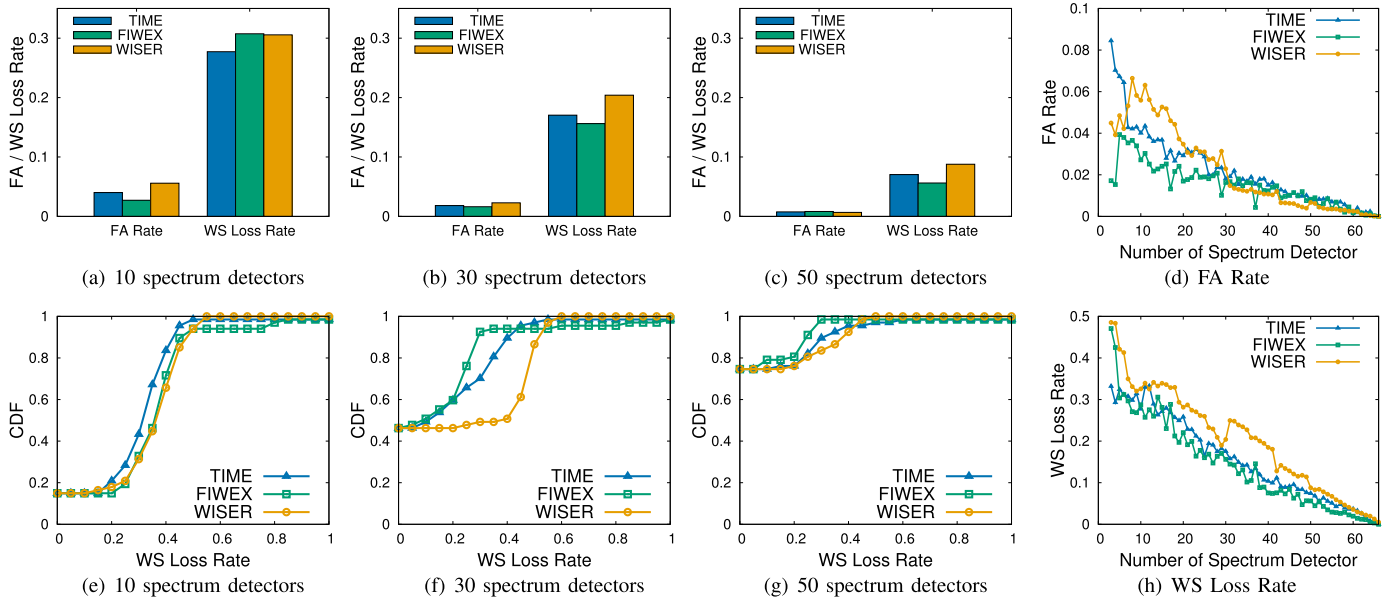 FA / WS Loss Rate
0.3
0.2
0.1
0
TIME
FIWEX
WISER
FA Rate WS Loss Rate
(a) 10 spectrum detectors
FA / WS Loss Rate
0.3
0.2
0.1
0
TIME
FIWEX
WISER
FA Rate WS Loss Rate
(b) 30 spectrum detectors
FA / WS Loss Rate
0.3
0.2
0.1
0
TIME
FIWEX
WISER
FA Rate WS Loss Rate
(c) 50 spectrum detectors
FA Rate
0.1
0.08
0.06
0.04
0.02
0
TIME
FIWEX
WISER
0 10 20 30 40 50 60
Number of Spectrum Detector
(d) FA Rate
CDF
1
0.8
0.6
0.4
0.2
0
TIME
FIWEX
WISER
0 0.2 0.4 0.6 0.8 1
WS Loss Rate
(e) 10 spectrum detectors
CDF
1
0.8
0.6
0.4
0.2
0
TIME
FIWEX
WISER
0 0.2 0.4 0.6 0.8 1
WS Loss Rate
(f) 30 spectrum detectors
CDF
1
0.8
0.6
0.4
0.2
0
TIME
FIWEX
WISER
0 0.2 0.4 0.6 0.8 1
WS Loss Rate
(g) 50 spectrum detectors
WS Loss Rate
0.5
0.4
0.3
0.2
0.1
0
TIME
FIWEX
WISER
0 10 20 30 40 50 60
Number of Spectrum Detector
(h) WS Loss Rate